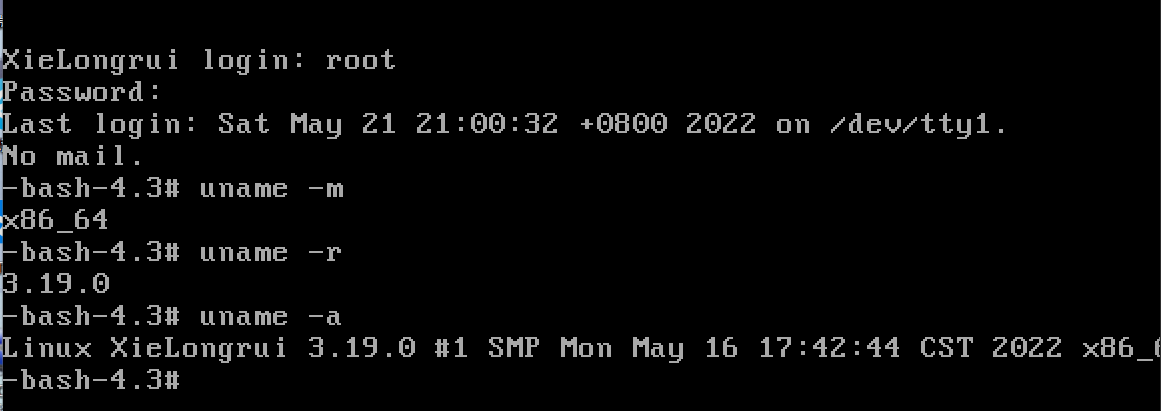 XieLongrui login: root
Password:
Last login: Sat May 21 21:00:32 +0800 2022 on /dev/tty1.
No mail.
-bash-4.3# uname -m
x86_64
-bash-4.3# uname -r
3.19.0
-bash-4.3# uname -a
Linux XieLongrui 3.19.0 #1 SMP Mon May 16 17:42:44 CST 2022 x86_6
-bash-4.3#